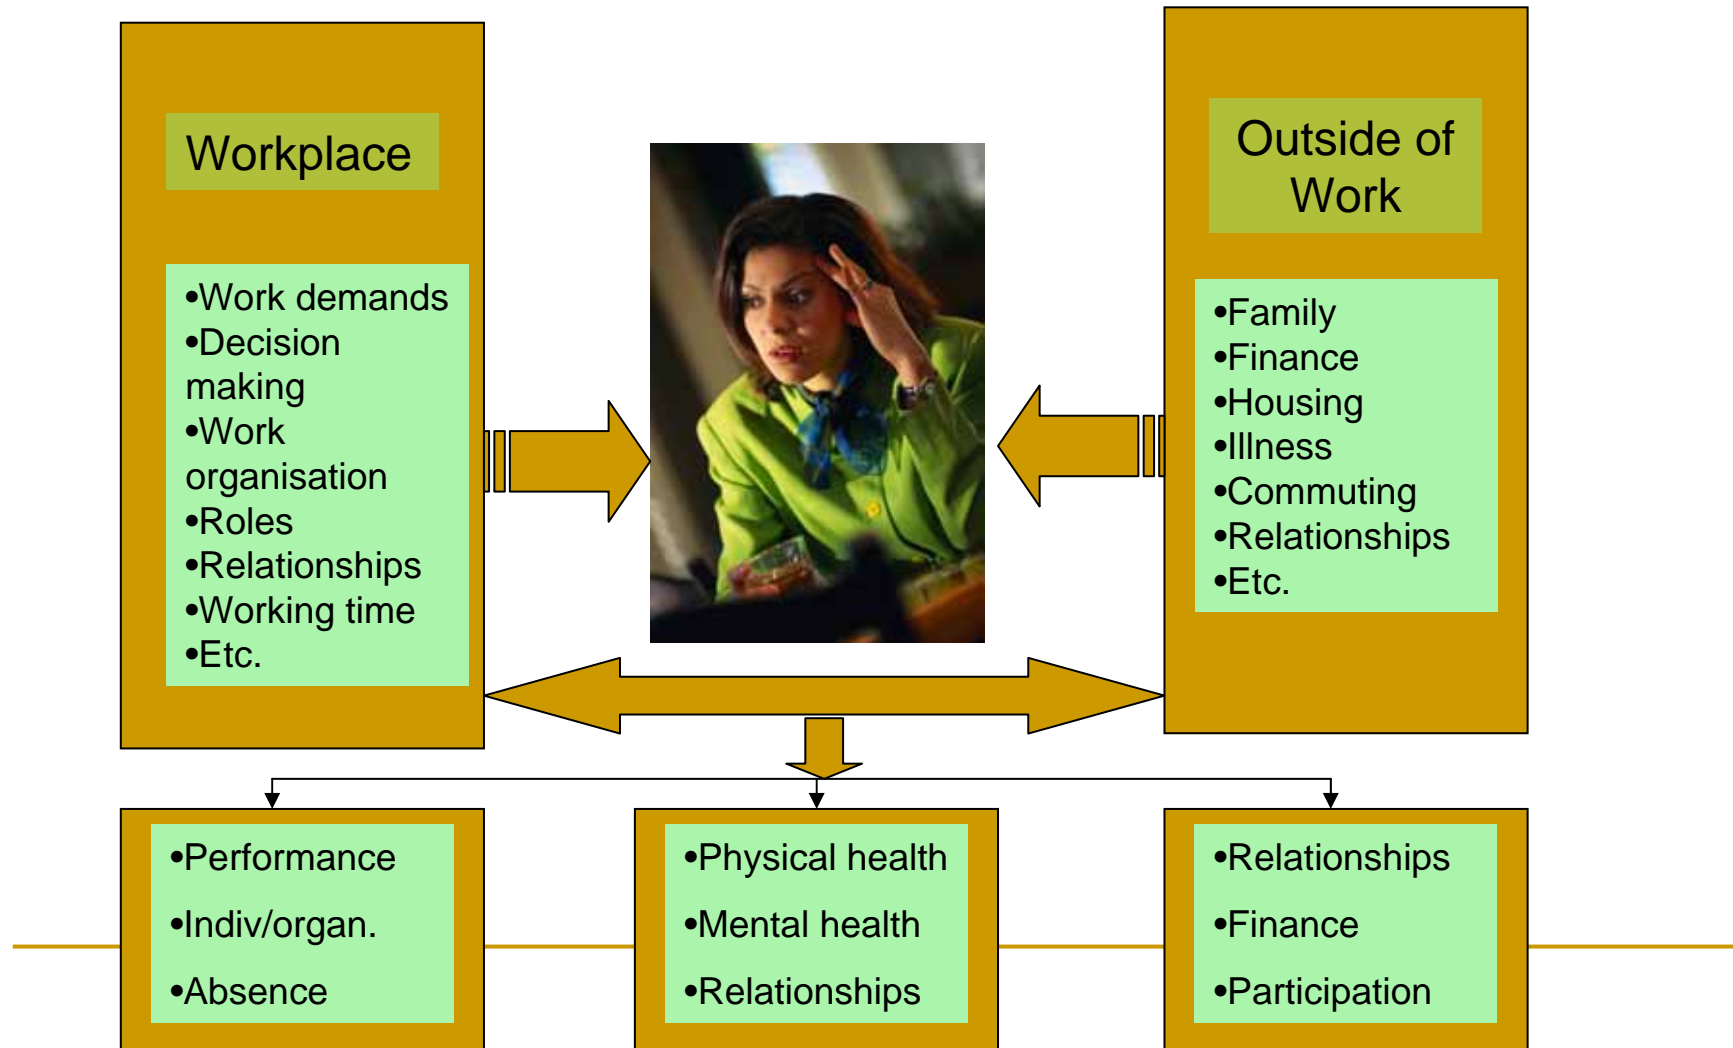 Workplace
•Work demands
•Decision
making
•Work
organisation
•Roles
•Relationships
•Working time
•Etc.
Outside of
Work
•Family
•Finance
•Housing
•Illness
•Commuting
•Relationships
•Etc.
•Performance
•Indiv/organ.
•Absence
•Physical health
•Mental health
•Relationships
•Relationships
•Finance
•Participation